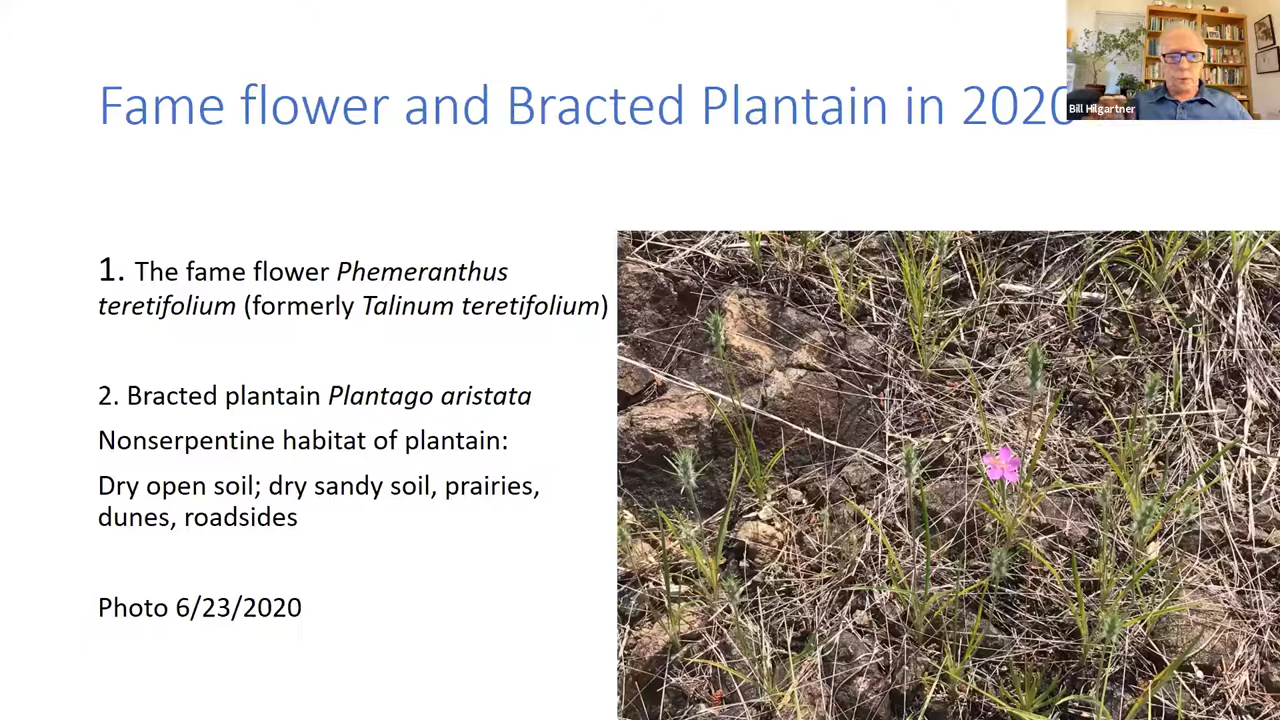 Fame flower and Bracted Plantain in 2020
Bill Hilgartner
1. The fame flower Phemeranthus
teretifolium (formerly Talinum teretifolium)
2. Bracted plantain Plantago aristata
Nonserpentine habitat of plantain:
Dry open soil; dry sandy soil, prairies,
dunes, roadsides
Photo 6/23/2020